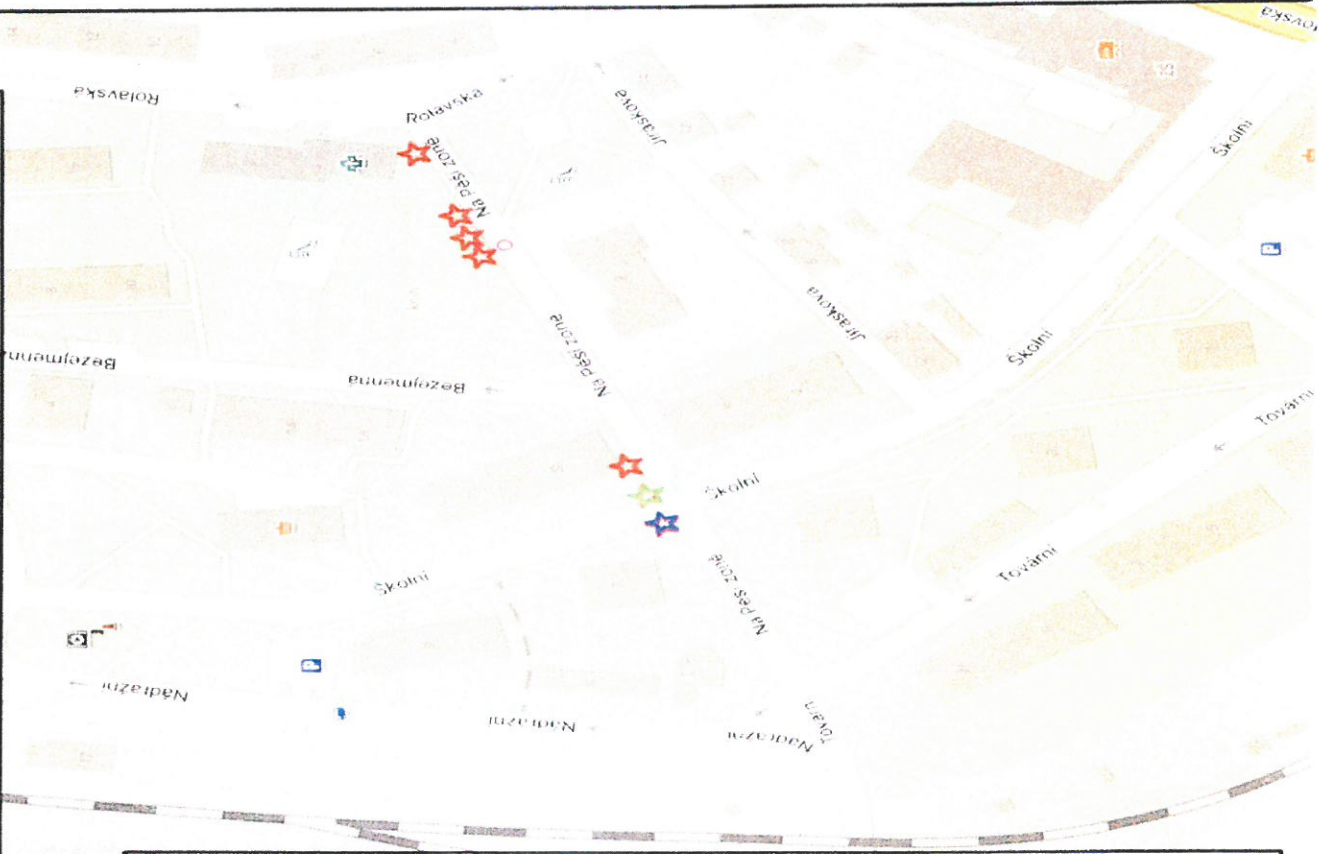 Rolavská
Rolavská
Na Pěší zóně
Jiráskova
Školní
Jiráskova
Na Pěší zóně
Bezejmenná
Bezejmenná
Školní
Školní
Školní
Tovární
Tovární
Na Pěší zóně
Nádražní
Nádražní
Nádražní
P
P